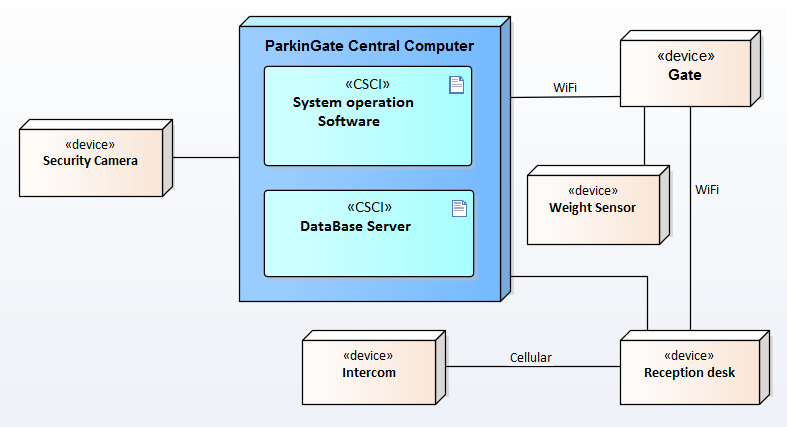 ParkinGate Central Computer
«CSCI»
System operation
Software
«CSCI»
DataBase Server
«device»
Security Camera
WiFi
«device»
Gate
«device»
Weight Sensor
WiFi
«device»
Intercom
Cellular
«device»
Reception desk